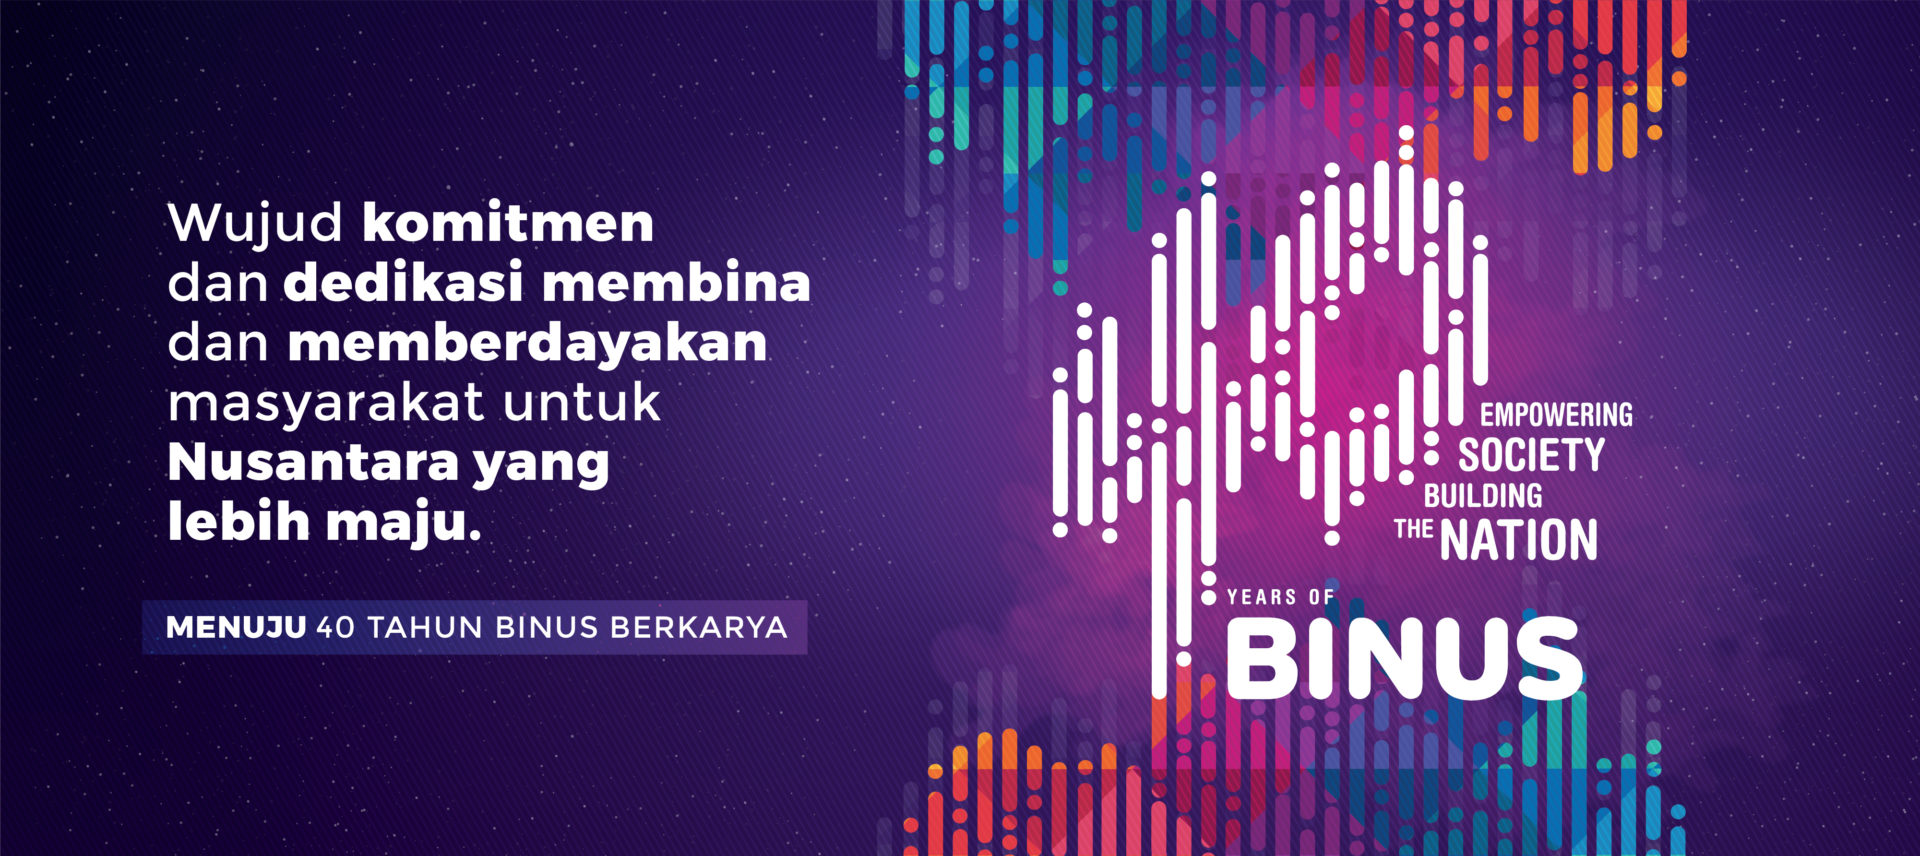 Wujud komitmen
dan dedikasi membina
dan memberdayakan
masyarakat untuk
Nusantara yang
lebih maju.
MENUJU 40 TAHUN BINUS BERKARYA
40
EMPOWERING
SOCIETY
BUILDING
THE NATION
YEARS OF
BINUS